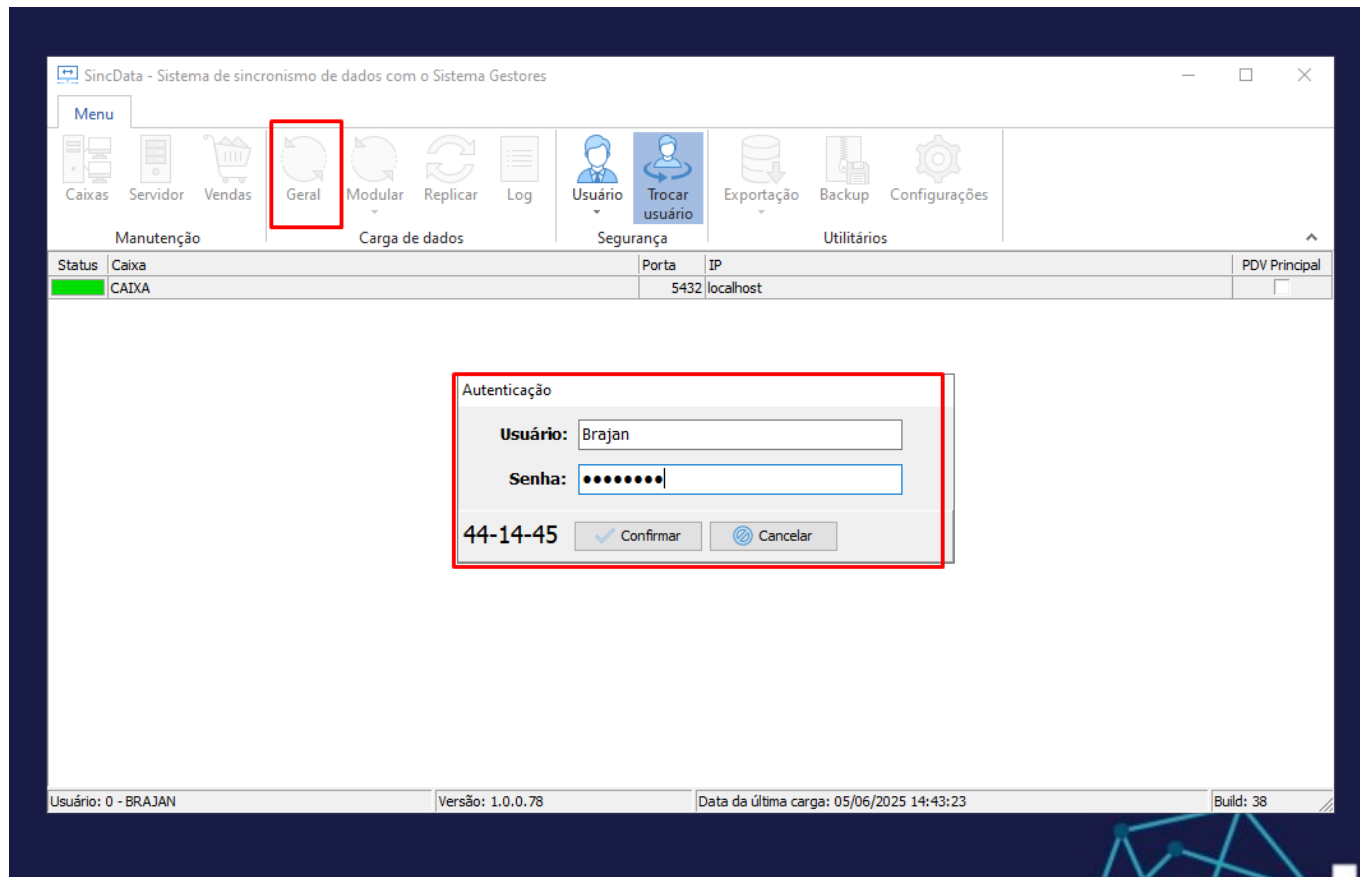 SincData - Sistema de sincronismo de dados com o Sistema Gestores
Menu
Caixas Servidor Vendas Geral Modular Replicar Log Usuário Trocar usuário Exportação Backup Configurações
Manutenção Carga de dados Segurança Utilitários
Status Caixa Porta IP PDV Principal
CAIXA 5432 localhost
Autenticação
Usuário: Brajan
Senha: ••••••••
44-14-45 Confirmar Cancelar
Usuário: 0 - BRAJAN Versão: 1.0.0.78 Data da última carga: 05/06/2025 14:43:23 Build: 38